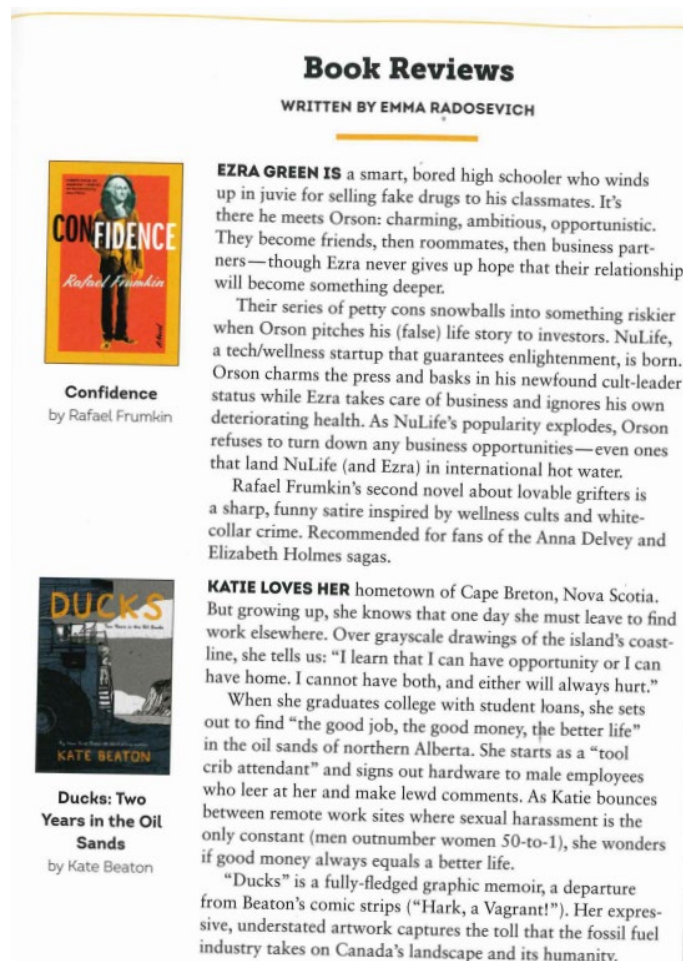 Book Reviews
WRITTEN BY EMMA RADOSEVICH
CONFIDENCE
Rafael Frumkin
A Novel
Confidence
by Rafael Frumkin
EZRA GREEN IS a smart, bored high schooler who winds
up in juvie for selling fake drugs to his classmates. It's
there he meets Orson: charming, ambitious, opportunistic.
They become friends, then roommates, then business part-
ners—though Ezra never gives up hope that their relationship
will become something deeper.
Their series of petty cons snowballs into something riskier
when Orson pitches his (false) life story to investors. NuLife,
a tech/wellness startup that guarantees enlightenment, is born.
Orson charms the press and basks in his newfound cult-leader
status while Ezra takes care of business and ignores his own
deteriorating health. As NuLife's popularity explodes, Orson
refuses to turn down any business opportunities—even ones
that land NuLife (and Ezra) in international hot water.
Rafael Frumkin's second novel about lovable grifters is
a sharp, funny satire inspired by wellness cults and white-
collar crime. Recommended for fans of the Anna Delvey and
Elizabeth Holmes sagas.
DUCKS
Two Years in the Oil Sands
KATE BEATON
Ducks: Two
Years in the Oil
Sands
by Kate Beaton
KATIE LOVES HER hometown of Cape Breton, Nova Scotia.
But growing up, she knows that one day she must leave to find
work elsewhere. Over grayscale drawings of the island's coast-
line, she tells us: "I learn that I can have opportunity or I can
have home. I cannot have both, and either will always hurt."
When she graduates college with student loans, she sets
out to find "the good job, the good money, the better life"
in the oil sands of northern Alberta. She starts as a "tool
crib attendant" and signs out hardware to male employees
who leer at her and make lewd comments. As Katie bounces
between remote work sites where sexual harassment is the
only constant (men outnumber women 50-to-1), she wonders
if good money always equals a better life.
"Ducks" is a fully-fledged graphic memoir, a departure
from Beaton's comic strips ("Hark, a Vagrant!"). Her expres-
sive, understated artwork captures the toll that the fossil fuel
industry takes on Canada's landscape and its humanity.